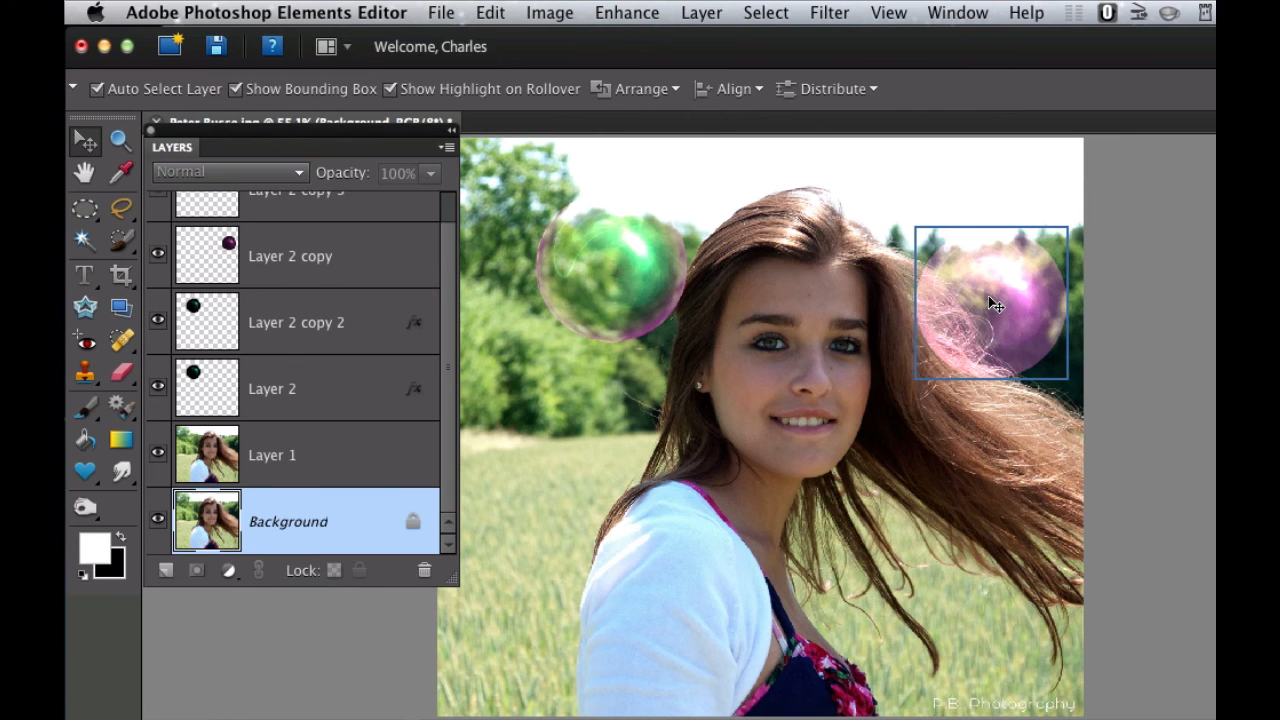 Adobe Photoshop Elements Editor File Edit Image Enhance Layer Select Filter View Window Help
Welcome, Charles
Auto Select Layer Show Bounding Box Show Highlight on Rollover Arrange Align Distribute
LAYERS
Normal Opacity: 100%
Layer 2 copy
Layer 2 copy 2
Layer 2
Layer 1
Background
Lock:
P.B. Photography